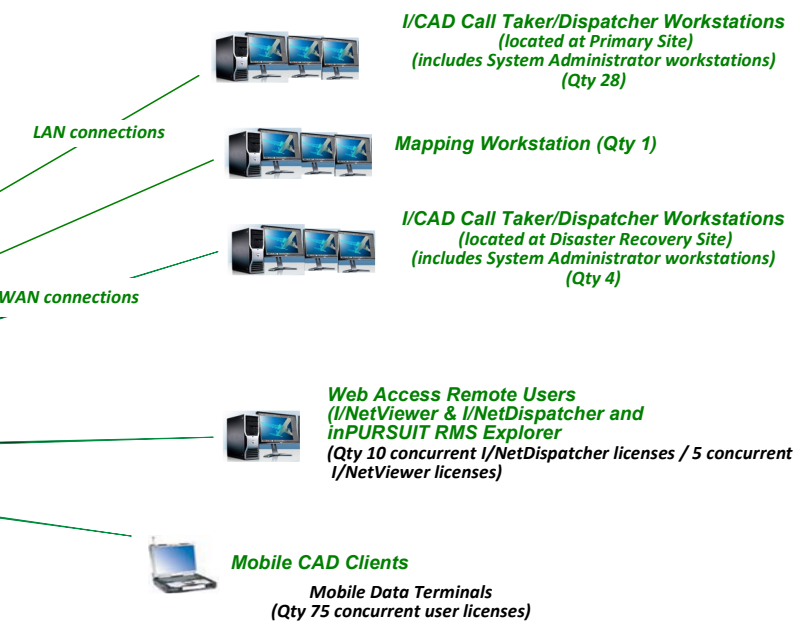 I/CAD Call Taker/Dispatcher Workstations
(located at Primary Site)
(includes System Administrator workstations)
(Qty 28)
LAN connections
Mapping Workstation (Qty 1)
I/CAD Call Taker/Dispatcher Workstations
(located at Disaster Recovery Site)
(includes System Administrator workstations)
(Qty 4)
WAN connections
Web Access Remote Users
(I/NetViewer & I/NetDispatcher and
inPURSUIT RMS Explorer
(Qty 10 concurrent I/NetDispatcher licenses / 5 concurrent
I/NetViewer licenses)
Mobile CAD Clients
Mobile Data Terminals
(Qty 75 concurrent user licenses)